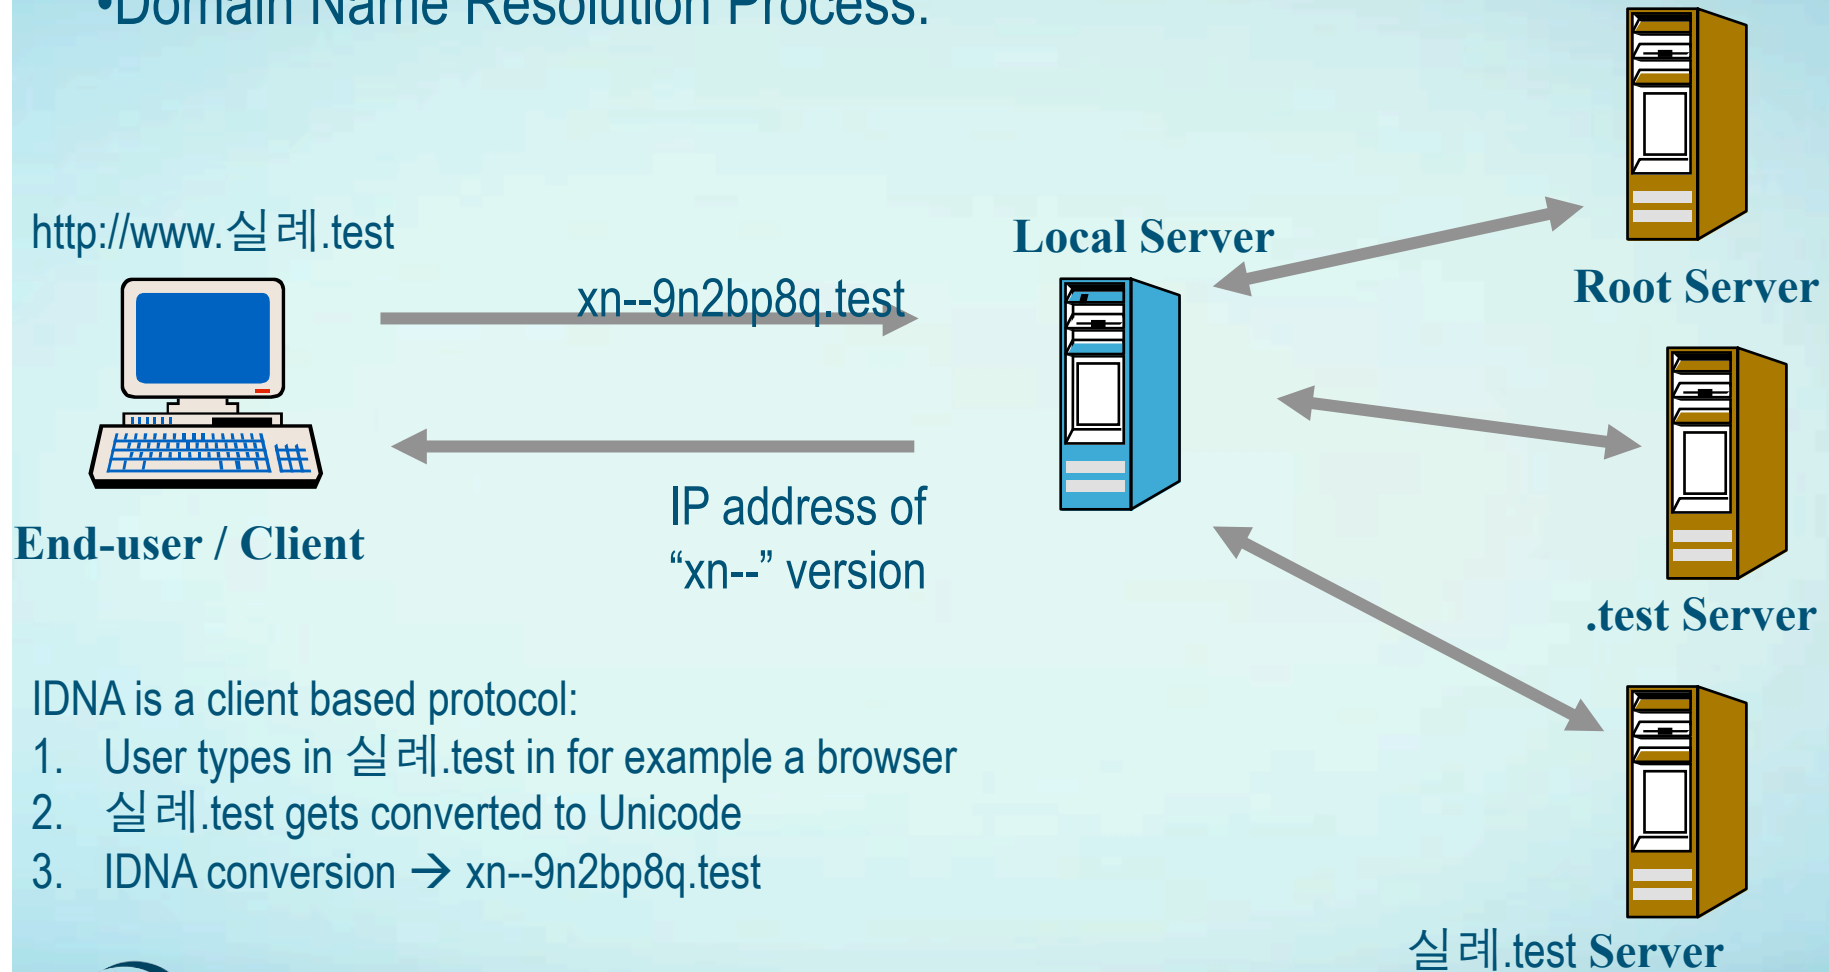 •Domain Name Resolution Process:
http://www.실례.test
Local Server
xn--9n2bp8q.test
Root Server
IP address of
“xn--” version
End-user / Client
.test Server
IDNA is a client based protocol:
1. User types in 실례.test in for example a browser
2. 실례.test gets converted to Unicode
3. IDNA conversion → xn--9n2bp8q.test
실례.test Server